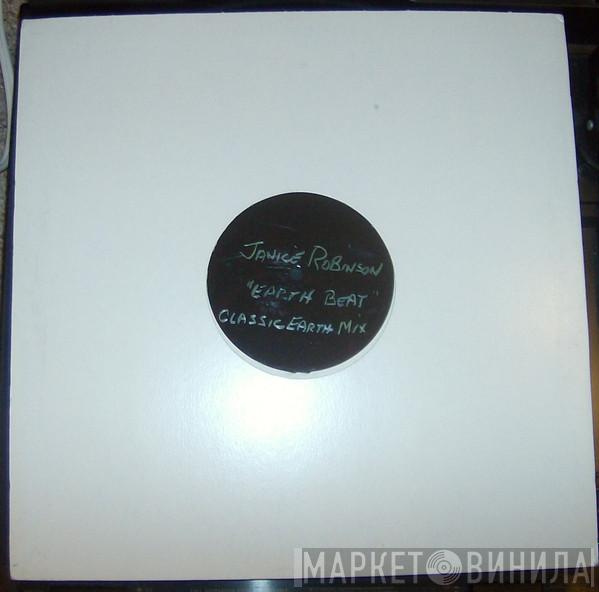 JANICE ROBINSON
"EARTH BEAT"
CLASSIC EARTH MIX
МАРКЕТ ВИНИЛА